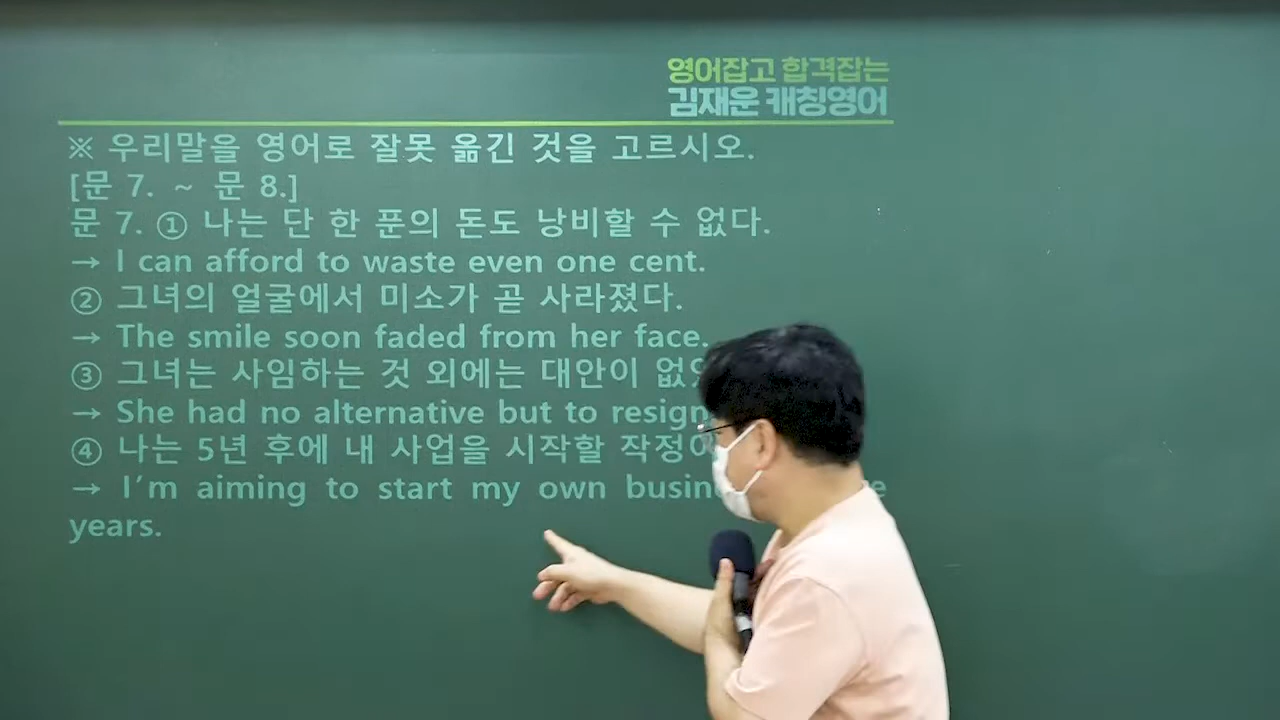 영어잡고 합격잡는
김재운 캐칭영어
※ 우리말을 영어로 잘못 옮긴 것을 고르시오.
[문 7. ~ 문 8.]
문 7. ① 나는 단 한 푼의 돈도 낭비할 수 없다.
→ I can afford to waste even one cent.
② 그녀의 얼굴에서 미소가 곧 사라졌다.
→ The smile soon faded from her face.
③ 그녀는 사임하는 것 외에는 대안이
→ She had no alternative but to resign
④ 나는 5년 후에 내 사업을 시작할
→ I'm aiming to start my own
years.